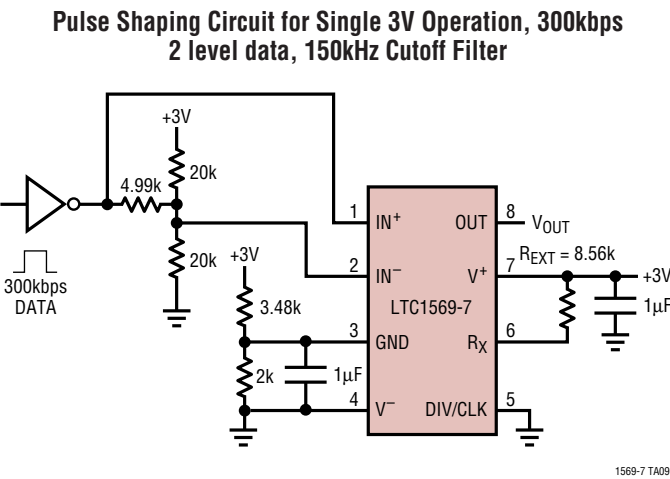 Pulse Shaping Circuit for Single 3V Operation, 300kbps
2 level data, 150kHz Cutoff Filter
+3V
20k
4.99k
20k
300kbps
DATA
+3V
3.48k
2k
1µF
1
IN+
2
IN–
LTC1569-7
3
GND
4
V–
OUT
8
VOUT
REXT = 8.56k
V+
7
+3V
1µF
RX
6
DIV/CLK
5
1569-7 TA09